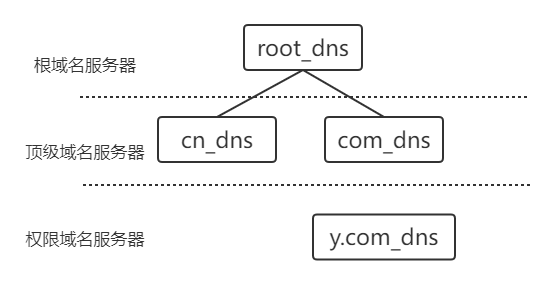 根域名服务器 root_dns
顶级域名服务器 cn_dns com_dns
权限域名服务器 y.com_dns